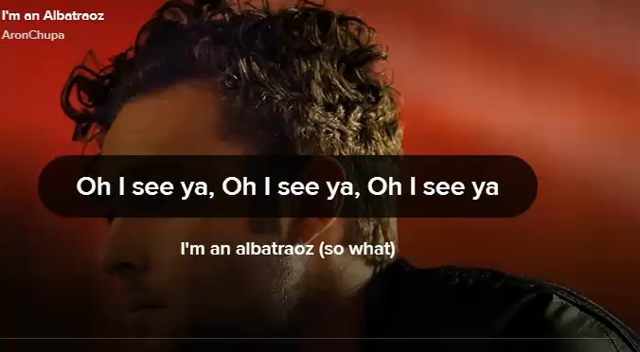 I'm an Albatraoz
AronChupa
Oh I see ya, Oh I see ya, Oh I see ya
I'm an albatraoz (so what)